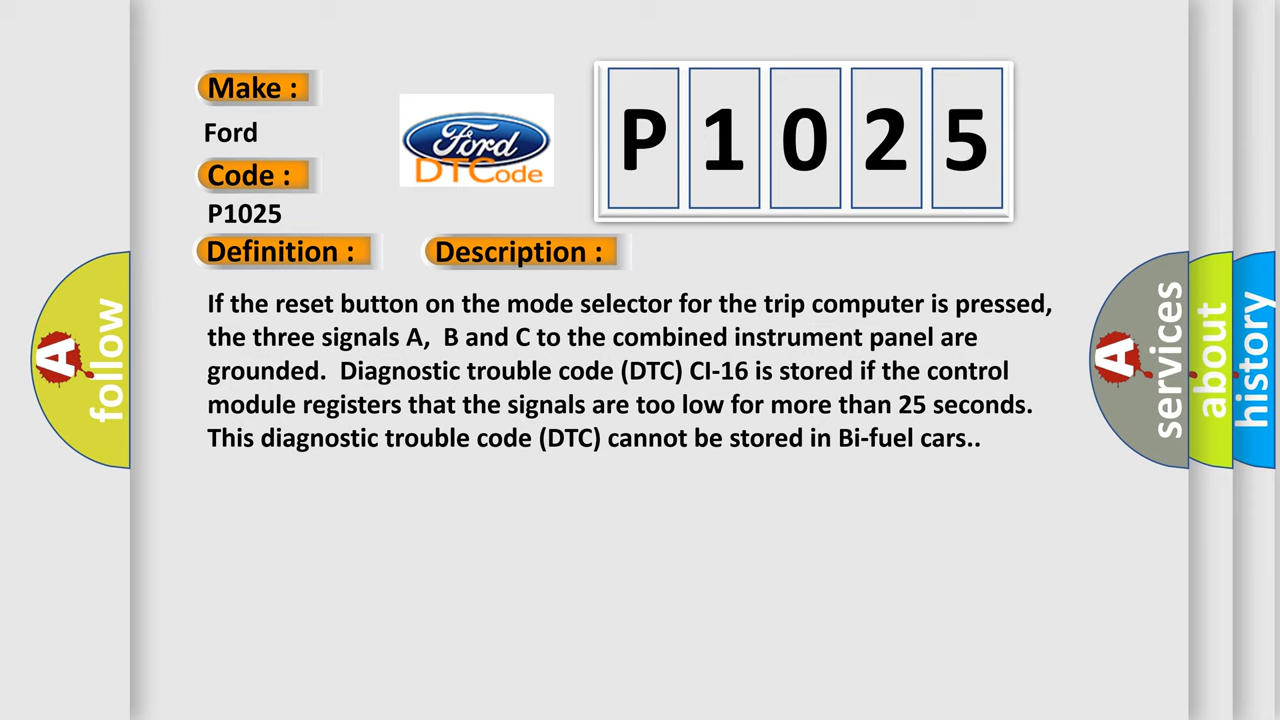 Make :
Ford
Code :
P1025
Definition :
Description :
Ford
DTCode
P 1 0 2 5
If the reset button on the mode selector for the trip computer is pressed,
the three signals A,  B and C to the combined instrument panel are
grounded.  Diagnostic trouble code (DTC) CI-16 is stored if the control
module registers that the signals are too low for more than 25 seconds.
This diagnostic trouble code (DTC) cannot be stored in Bi-fuel cars..
A
follow
A
services
about
history